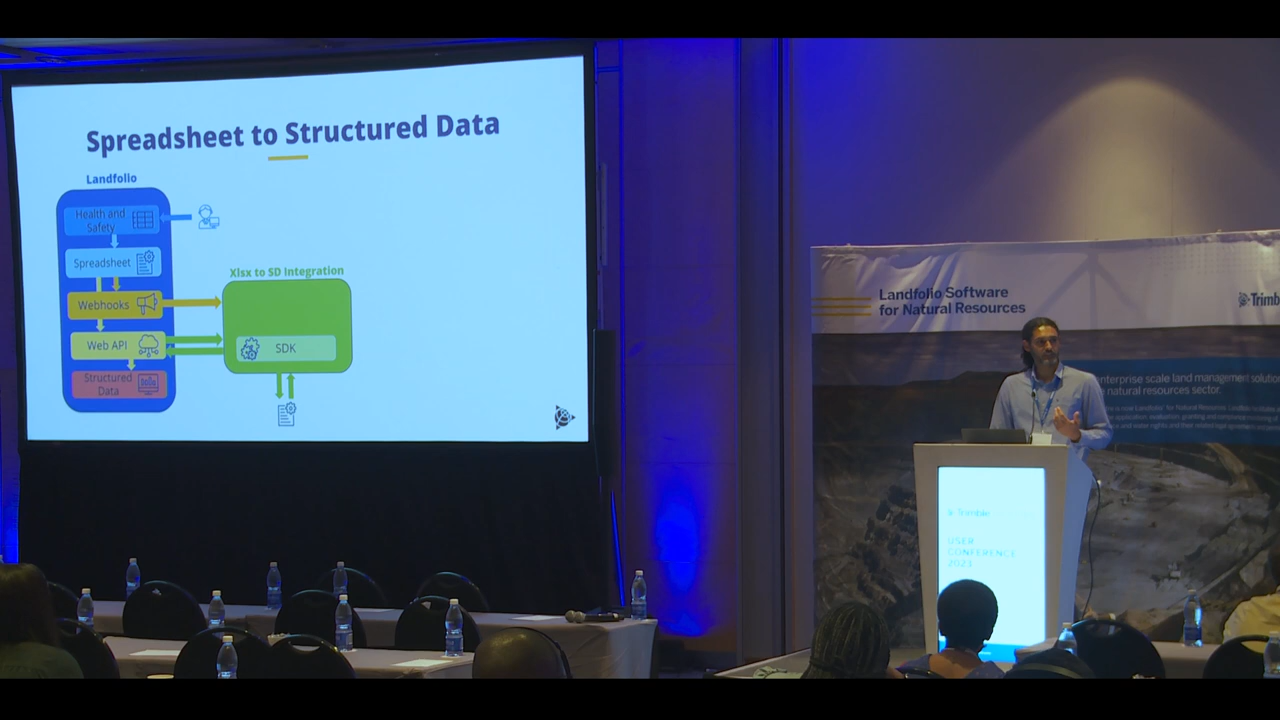 Spreadsheet to Structured Data
Landfolio
Health and
Safety
Spreadsheet
Webhooks
Web API
Structured
Data
Xlsx to SD Integration
SDK
Landfolio Software
for Natural Resources
Trimb
enterprise scale land management solution
natural resources sector.
Trimble
USER
CONFERENCE
2023